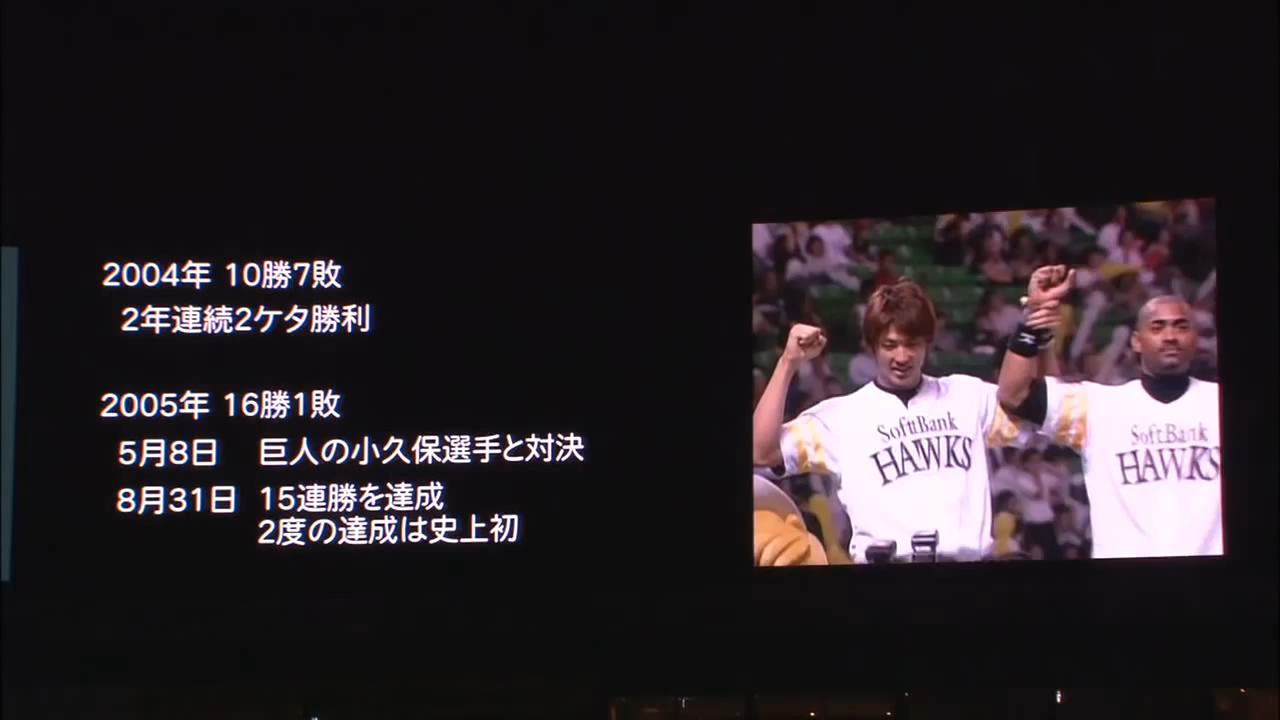 2004年 10勝7敗
2年連続2ケタ勝利
2005年 16勝1敗
5月8日 巨人の小久保選手と対決
8月31日 15連勝を達成
2度の達成は史上初
SoftBank
HAWKS
SoftBank
HAWKS